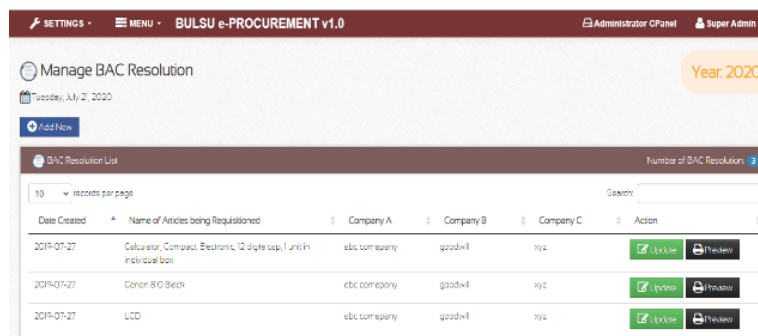 SETTINGS MENU BULSU e-PROCUREMENT v1.0 Administrator CPanel Super Admin
Manage BAC Resolution
Year: 2020
Tuesday, July 21, 2020
Add New
BAC Resolution List Number of BAC Resolution: 3
10 records per page Search:
Date Created Name of Articles being Requisitioned Company A Company B Company C Action
2019-07-27 Calculator, Compact, Electronic, 12 digits cap, 1 unit in abc comepany goodwill xyz Update Preview
individual box
2019-07-27 Canon 810 Black abc comepany goodwill xyz Update Preview
2019-07-27 LCD abc comepany goodwill xyz Update Preview